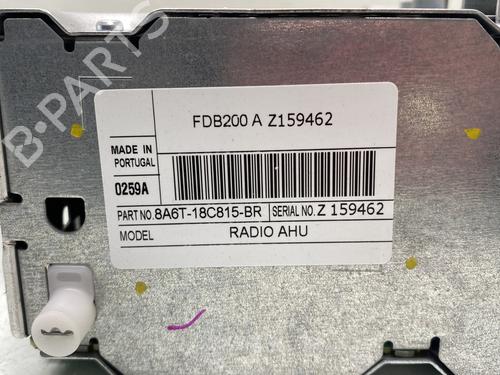 B-PARTS
FDB200 A Z159462
MADE IN
PORTUGAL
0259A
PART NO. 8A6T-18C815-BR SERIAL NO. Z 159462
MODEL RADIO AHU